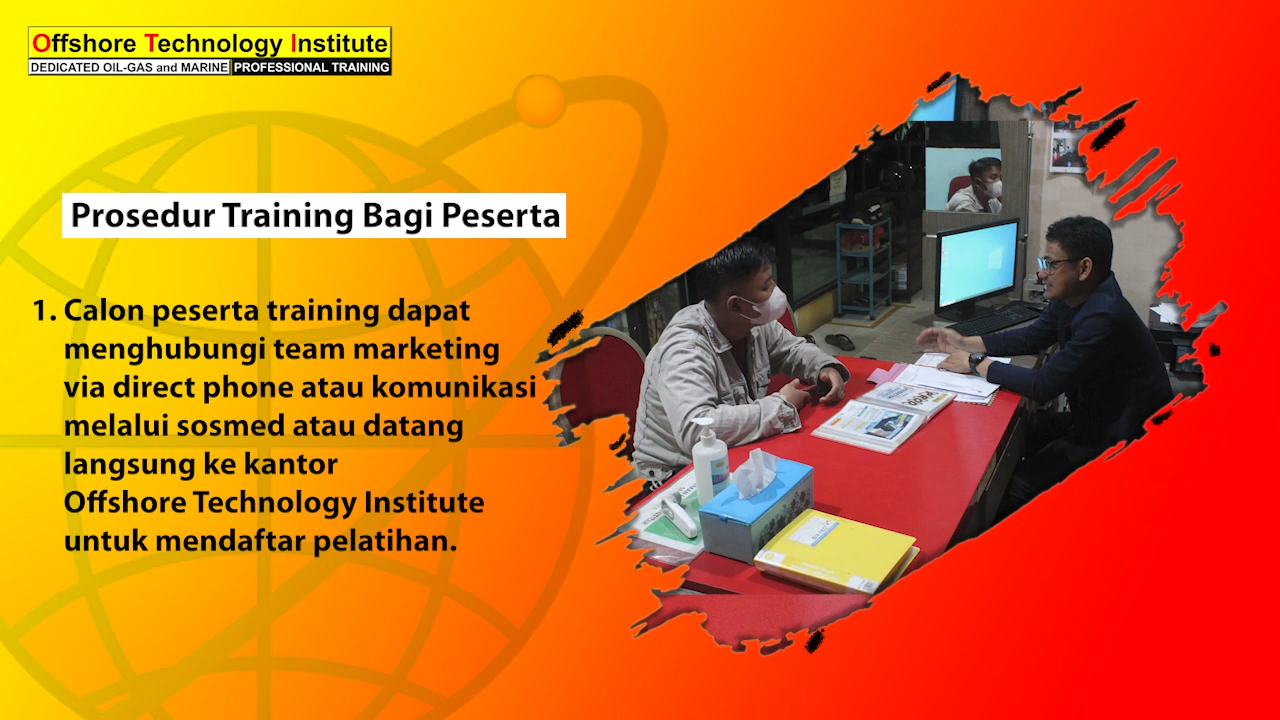 Offshore Technology Institute
DEDICATED OIL-GAS and MARINE PROFESSIONAL TRAINING
Prosedur Training Bagi Peserta
1. Calon peserta training dapat
menghubungi team marketing
via direct phone atau komunikasi
melalui sosmed atau datang
langsung ke kantor
Offshore Technology Institute
untuk mendaftar pelatihan.